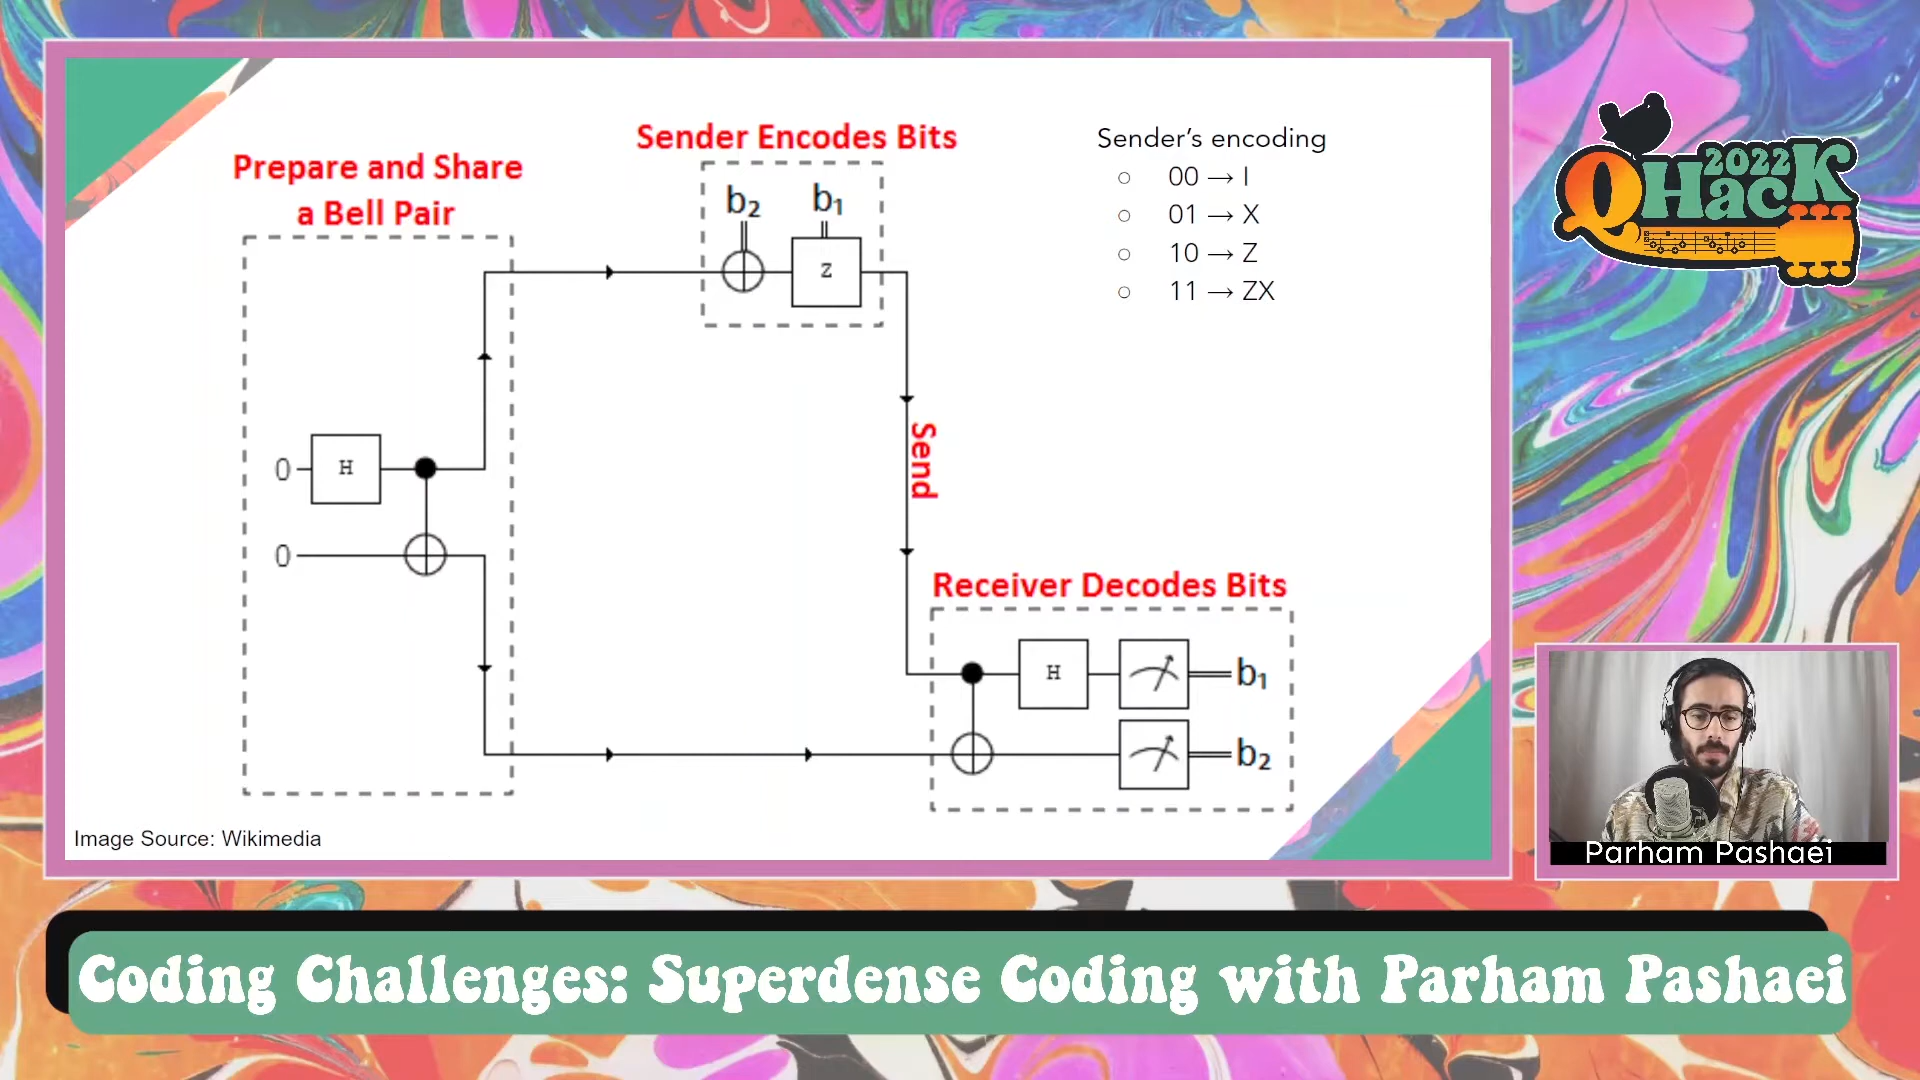 Prepare and Share
a Bell Pair
Sender Encodes Bits
b₂ b₁
Z
Sender's encoding
00 → I
01 → X
10 → Z
11 → ZX
0 H
0
Send
Receiver Decodes Bits
H b₁
b₂
Image Source: Wikimedia
QHACK 2022
Parham Pashaei
Coding Challenges: Superdense Coding with Parham Pashaei